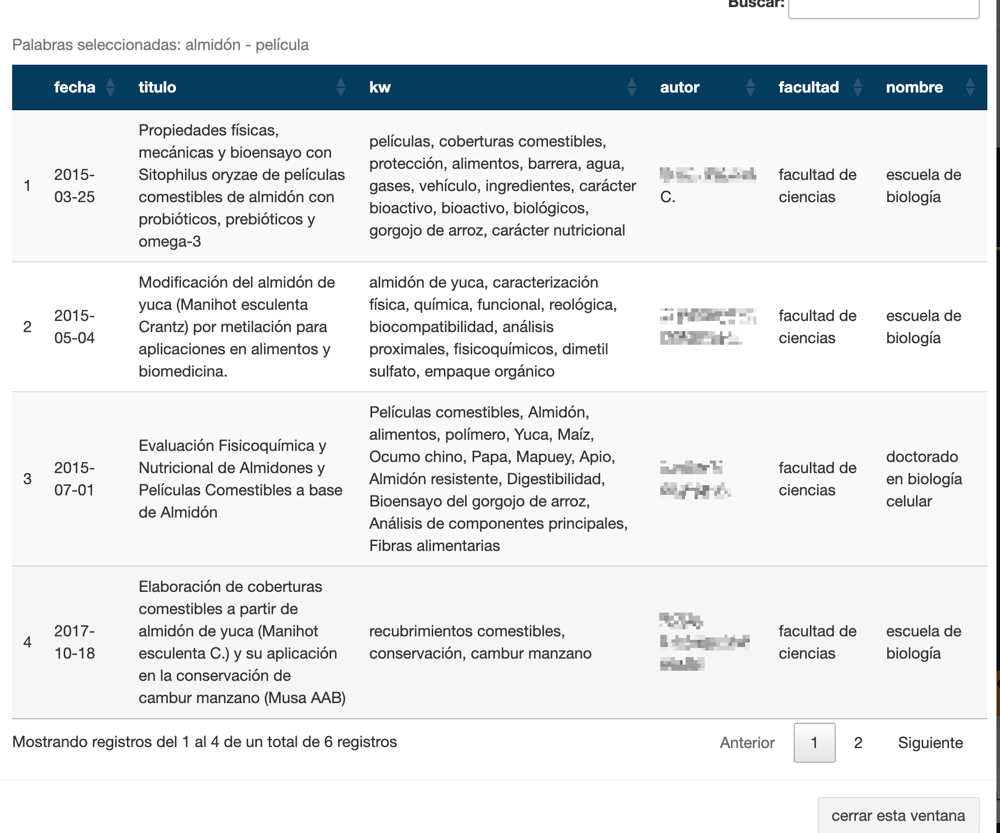 Buscar:
Palabras seleccionadas: almidón - película
fecha titulo kw autor facultad nombre
1
2015-
03-25
Propiedades físicas,
mecánicas y bioensayo con
Sitophilus oryzae de películas
comestibles de almidón con
probióticos, prebióticos y
omega-3
películas, coberturas comestibles,
protección, alimentos, barrera, agua,
gases, vehículo, ingredientes, carácter
bioactivo, bioactivo, biológicos,
gorgojo de arroz, carácter nutricional
C.
facultad de
ciencias
escuela de
biología
2
2015-
05-04
Modificación del almidón de
yuca (Manihot esculenta
Crantz) por metilación para
aplicaciones en alimentos y
biomedicina.
almidón de yuca, caracterización
física, química, funcional, reológica,
biocompatibilidad, análisis
proximales, fisicoquímicos, dimetil
sulfato, empaque orgánico
facultad de
ciencias
escuela de
biología
3
2015-
07-01
Evaluación Fisicoquímica y
Nutricional de Almidones y
Películas Comestibles a base
de Almidón
Películas comestibles, Almidón,
alimentos, polímero, Yuca, Maíz,
Ocumo chino, Papa, Mapuey, Apio,
Almidón resistente, Digestibilidad,
Bioensayo del gorgojo de arroz,
Análisis de componentes principales,
Fibras alimentarias
facultad de
ciencias
doctorado
en biología
celular
4
2017-
10-18
Elaboración de coberturas
comestibles a partir de
almidón de yuca (Manihot
esculenta C.) y su aplicación
en la conservación de
cambur manzano (Musa AAB)
recubrimientos comestibles,
conservación, cambur manzano
facultad de
ciencias
escuela de
biología
Mostrando registros del 1 al 4 de un total de 6 registros
Anterior 1 2 Siguiente
cerrar esta ventana